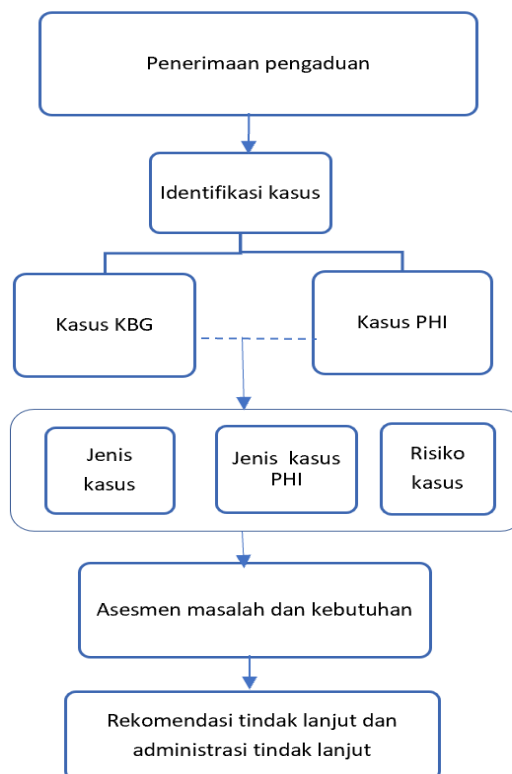 Penerimaan pengaduan
Identifikasi kasus
Kasus KBG
Kasus PHI
Jenis
kasus
Jenis kasus
PHI
Risiko
kasus
Asesmen masalah dan kebutuhan
Rekomendasi tindak lanjut dan
administrasi tindak lanjut